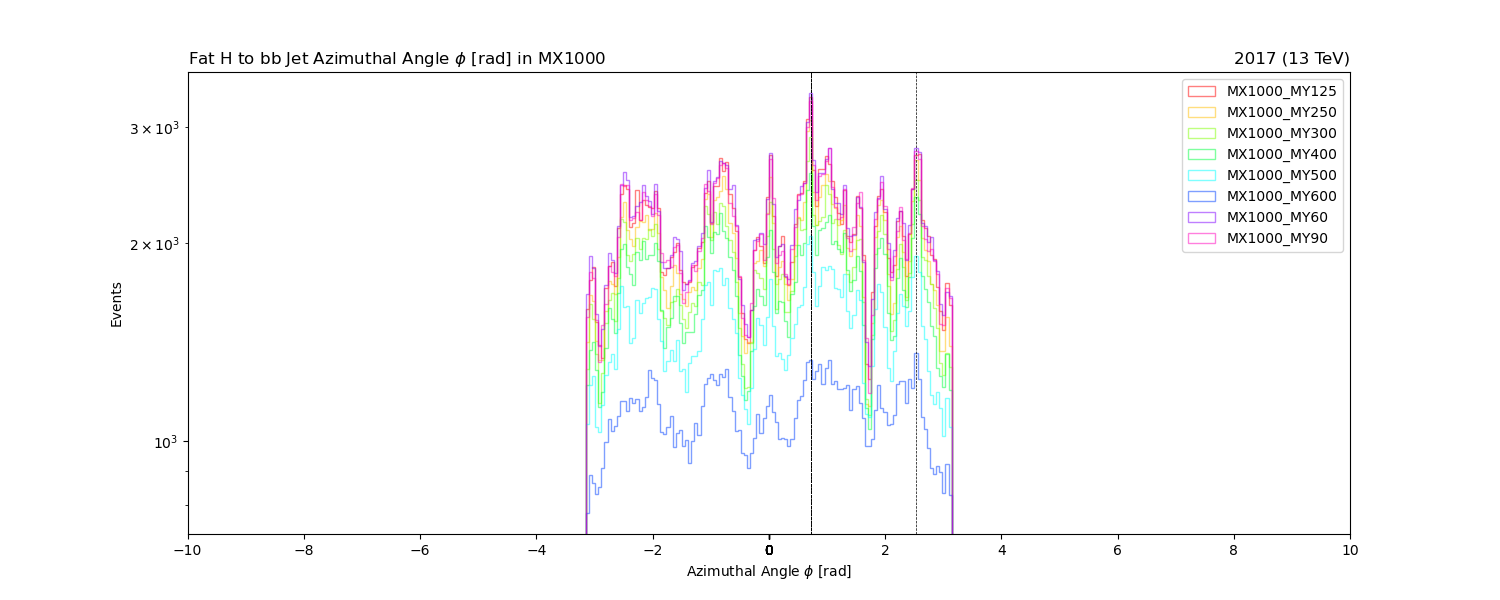 Fat H to bb Jet Azimuthal Angle ϕ [rad] in MX1000
2017 (13 TeV)
MX1000_MY125
MX1000_MY250
MX1000_MY300
MX1000_MY400
MX1000_MY500
MX1000_MY600
MX1000_MY60
MX1000_MY90
3 × 10³
2 × 10³
10³
Events
−10 −8 −6 −4 −2 0 2 4 6 8 10
Azimuthal Angle ϕ [rad]